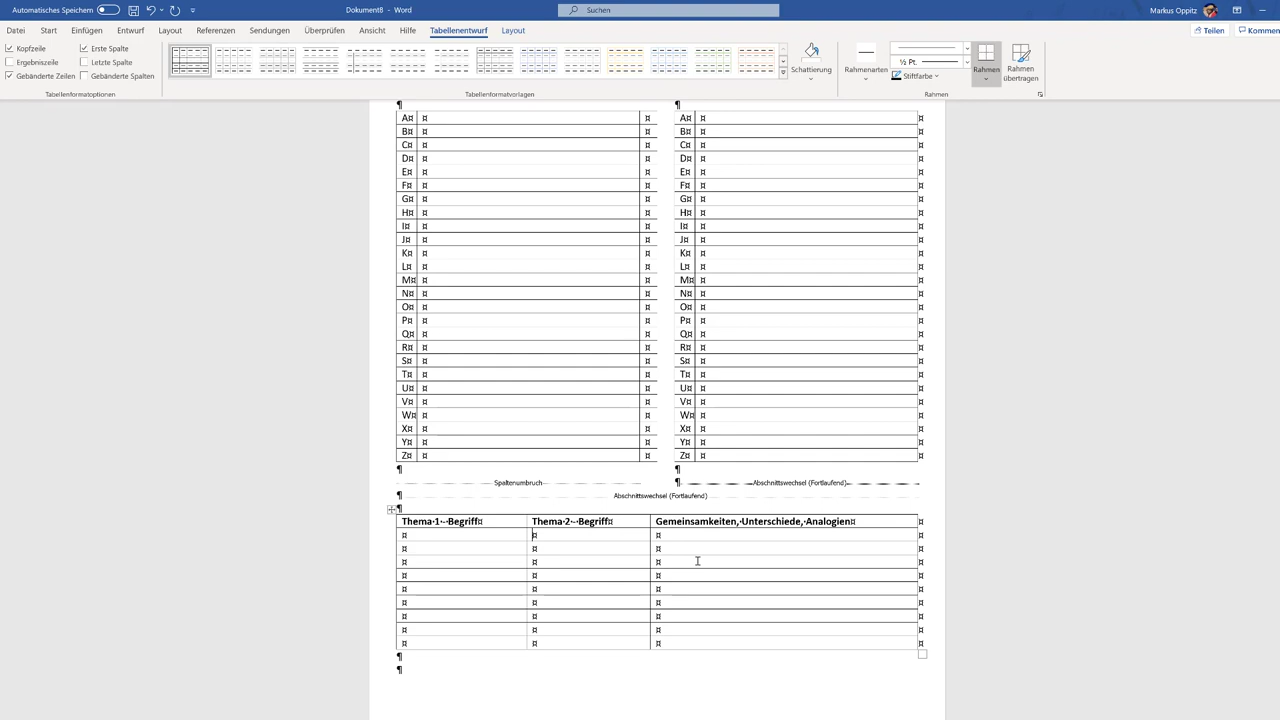 Automatisches Speichern
Document8 - Word
Suchen
Markus Oppitz
Datei Start Einfügen Entwurf Layout Referenzen Sendungen Überprüfen Ansicht Hilfe Tabellenentwurf Layout
Teilen Kommen
Kopfzeile Erste Spalte
Ergebniszeile Letzte Spalte
Gebänderte Zeilen Gebänderte Spalten
Schattierung
Rahmenarten
½ Pt.
Stiftfarbe
Rahmen
Rahmen
übertragen
Tabellenformatoptionen Tabellenformatvorlagen Rahmen
¶ ¶
A¤ ¤ ¤ A¤ ¤ ¤
B¤ ¤ ¤ B¤ ¤ ¤
C¤ ¤ ¤ C¤ ¤ ¤
D¤ ¤ ¤ D¤ ¤ ¤
E¤ ¤ ¤ E¤ ¤ ¤
F¤ ¤ ¤ F¤ ¤ ¤
G¤ ¤ ¤ G¤ ¤ ¤
H¤ ¤ ¤ H¤ ¤ ¤
I¤ ¤ ¤ I¤ ¤ ¤
J¤ ¤ ¤ J¤ ¤ ¤
K¤ ¤ ¤ K¤ ¤ ¤
L¤ ¤ ¤ L¤ ¤ ¤
M¤ ¤ ¤ M¤ ¤ ¤
N¤ ¤ ¤ N¤ ¤ ¤
O¤ ¤ ¤ O¤ ¤ ¤
P¤ ¤ ¤ P¤ ¤ ¤
Q¤ ¤ ¤ Q¤ ¤ ¤
R¤ ¤ ¤ R¤ ¤ ¤
S¤ ¤ ¤ S¤ ¤ ¤
T¤ ¤ ¤ T¤ ¤ ¤
U¤ ¤ ¤ U¤ ¤ ¤
V¤ ¤ ¤ V¤ ¤ ¤
W¤ ¤ ¤ W¤ ¤ ¤
X¤ ¤ ¤ X¤ ¤ ¤
Y¤ ¤ ¤ Y¤ ¤ ¤
Z¤ ¤ ¤ Z¤ ¤ ¤
¶ ¶
Spaltenumbruch ¶ Abschnittswechsel (Fortlaufend)
¶ Abschnittswechsel (Fortlaufend)
¶
Thema·1·-·Begriff¤ Thema·2·-·Begriff¤ Gemeinsamkeiten,·Unterschiede,·Analogien¤ ¤
¤ ¤ ¤ ¤
¤ ¤ ¤ ¤
¤ ¤ ¤ ¤
¤ ¤ ¤ ¤
¤ ¤ ¤ ¤
¤ ¤ ¤ ¤
¤ ¤ ¤ ¤
¤ ¤ ¤ ¤
¤ ¤ ¤ ¤
¶
¶